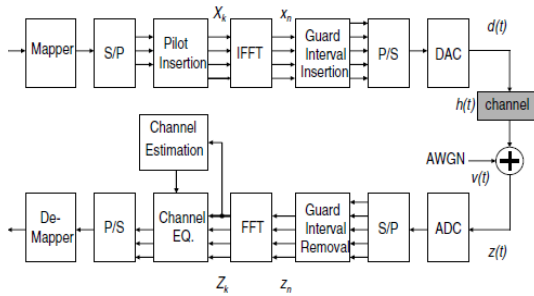 X_k
x_n
d(t)
Mapper
S/P
Pilot
Insertion
IFFT
Guard
Interval
Insertion
P/S
DAC
h(t)
channel
Channel
Estimation
AWGN
v(t)
De-
Mapper
P/S
Channel
EQ.
FFT
Guard
Interval
Removal
S/P
ADC
z(t)
Z_k
z_n